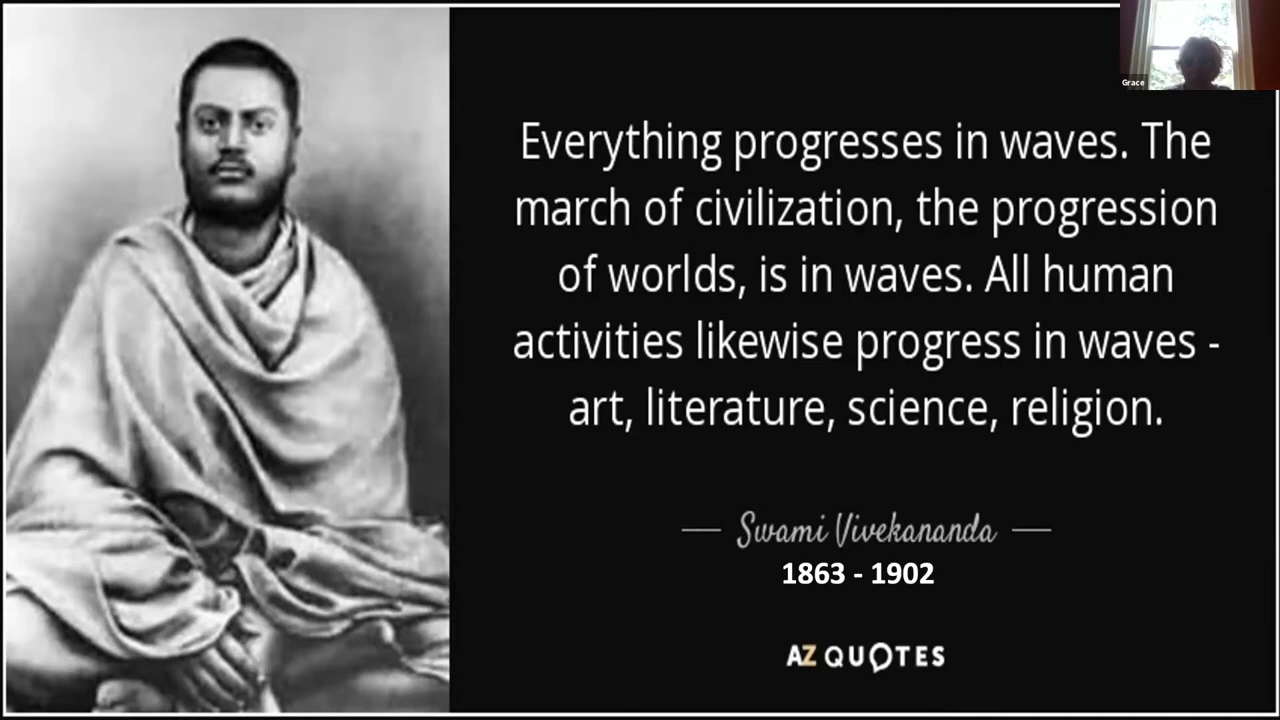 Grace
Everything progresses in waves. The
march of civilization, the progression
of worlds, is in waves. All human
activities likewise progress in waves -
art, literature, science, religion.
Swami Vivekananda
1863 - 1902
AZ QUOTES